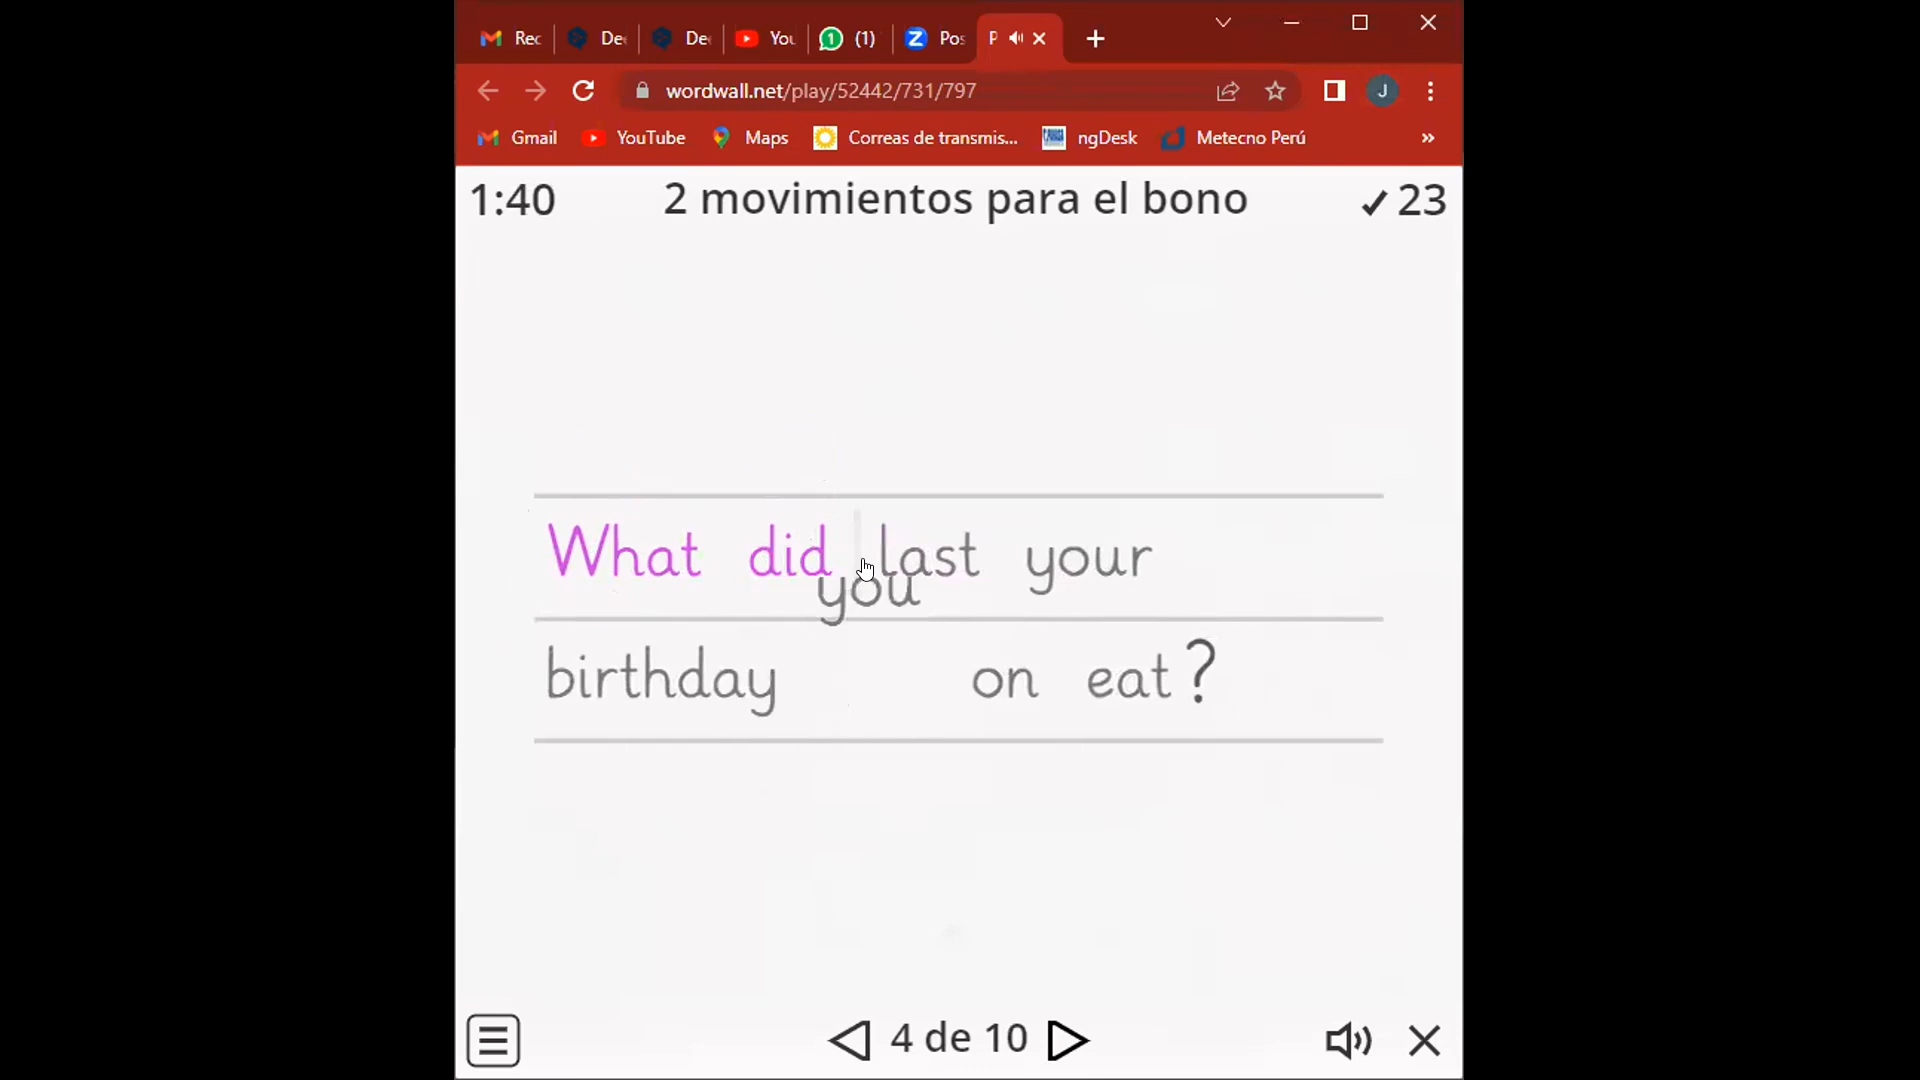 Rec De De You (1) Pos P
wordwall.net/play/52442/731/797 J
Gmail YouTube Maps Correas de transmis... ngDesk Metecno Perú »
1:40 2 movimientos para el bono ✓23
What did last your
you
birthday on eat?
4 de 10